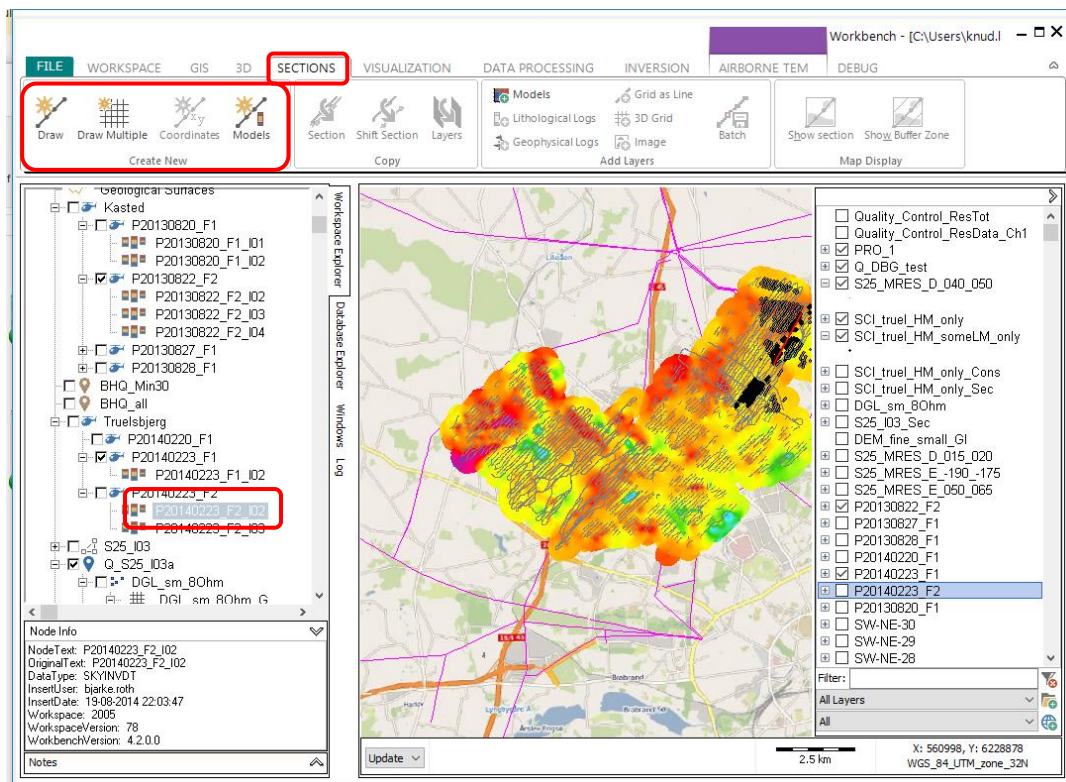 Workbench - [C:\Users\knud.l
FILE WORKSPACE GIS 3D SECTIONS VISUALIZATION DATA PROCESSING INVERSION AIRBORNE TEM DEBUG
Draw
Draw Multiple
Coordinates
Models
Create New
Section
Shift Section
Layers
Copy
Models
Lithological Logs
Geophysical Logs
Grid as Line
3D Grid
Image
Batch
Add Layers
Show section
Show Buffer Zone
Map Display
Geological Surfaces
Kasted
P20130820_F1
P20130820_F1_I01
P20130820_F1_I02
P20130822_F2
P20130822_F2_I02
P20130822_F2_I03
P20130822_F2_I04
P20130827_F1
P20130828_F1
BHQ_Min30
BHQ_all
Truelsbjerg
P20140220_F1
P20140223_F1
P20140223_F1_I02
P20140223_F2
P20140223_F2_I02
P20140223_F2_I03
S25_I03
Q_S25_I03a
DGL_sm_8Ohm
DGL_sm_8Ohm_G
Node Info
NodeText: P20140223_F2_I02
OriginalText: P20140223_F2_I02
DataType: SKYINVDT
InsertUser: bjarke.roth
InsertDate: 19-08-2014 22:03:47
Workspace: 2005
WorkspaceVersion: 78
WorkbenchVersion: 4.2.0.0
Notes
Workspace Explorer
Database Explorer
Windows
Log
Brabrand
Brabrand Sø
Update
2.5 km
X: 560998, Y: 6228878
WGS_84_UTM_zone_32N
Quality_Control_ResTot
Quality_Control_ResData_Ch1
PRO_1
Q_DBG_test
S25_MRES_D_040_050
SCI_truel_HM_only
SCI_truel_HM_someLM_only
SCI_truel_HM_only_Cons
SCI_truel_HM_only_Sec
DGL_sm_8Ohm
S25_I03_Sec
DEM_fine_small_GI
S25_MRES_D_015_020
S25_MRES_E_-190_-175
S25_MRES_E_050_065
P20130822_F2
P20130827_F1
P20130828_F1
P20140220_F1
P20140223_F1
P20140223_F2
P20130820_F1
SW-NE-30
SW-NE-29
SW-NE-28
Filter:
All Layers
All